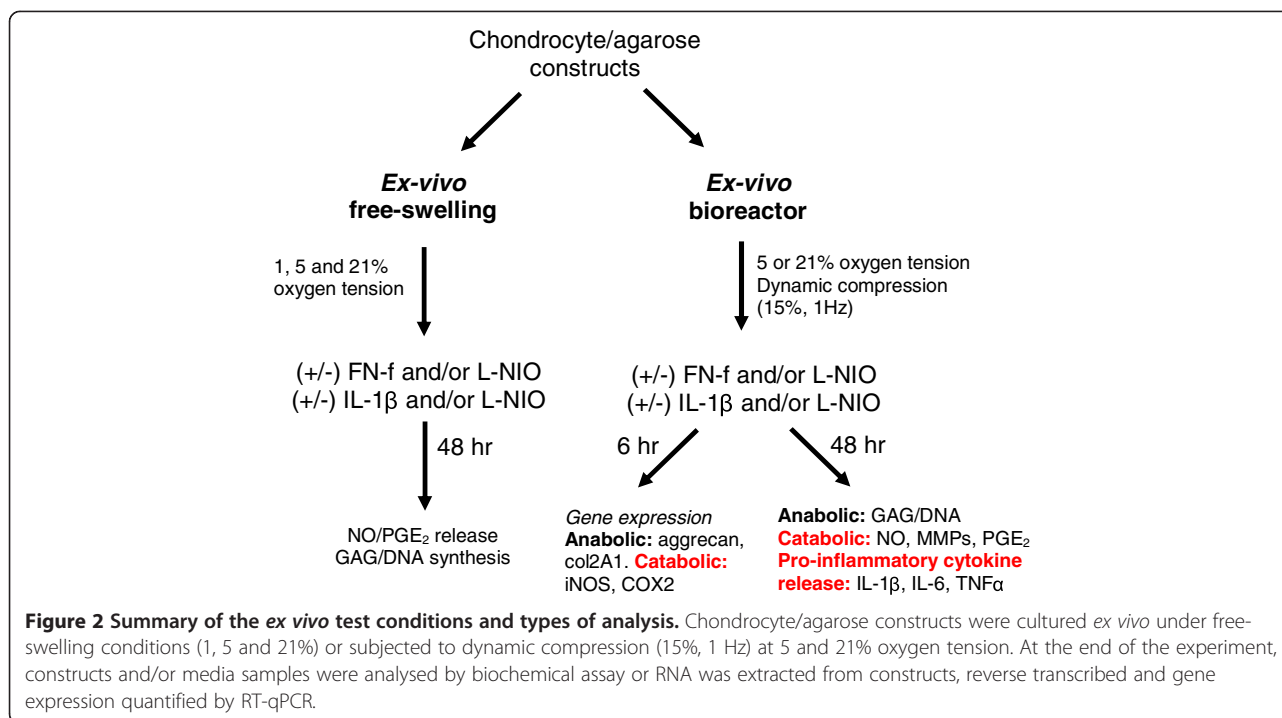 Chondrocyte/agarose
constructs
Ex-vivo
free-swelling
Ex-vivo
bioreactor
1, 5 and 21%
oxygen tension
5 or 21% oxygen tension
Dynamic compression
(15%, 1Hz)
(+/-) FN-f and/or L-NIO
(+/-) IL-1β and/or L-NIO
(+/-) FN-f and/or L-NIO
(+/-) IL-1β and/or L-NIO
48 hr
6 hr
48 hr
NO/PGE₂ release
GAG/DNA synthesis
Gene expression
Anabolic: aggrecan,
col2A1. Catabolic:
iNOS, COX2
Anabolic: GAG/DNA
Catabolic: NO, MMPs, PGE₂
Pro-inflammatory cytokine
release: IL-1β, IL-6, TNFα
Figure 2 Summary of the ex vivo test conditions and types of analysis. Chondrocyte/agarose constructs were cultured ex vivo under free-
swelling conditions (1, 5 and 21%) or subjected to dynamic compression (15%, 1 Hz) at 5 and 21% oxygen tension. At the end of the experiment,
constructs and/or media samples were analysed by biochemical assay or RNA was extracted from constructs, reverse transcribed and gene
expression quantified by RT-qPCR.